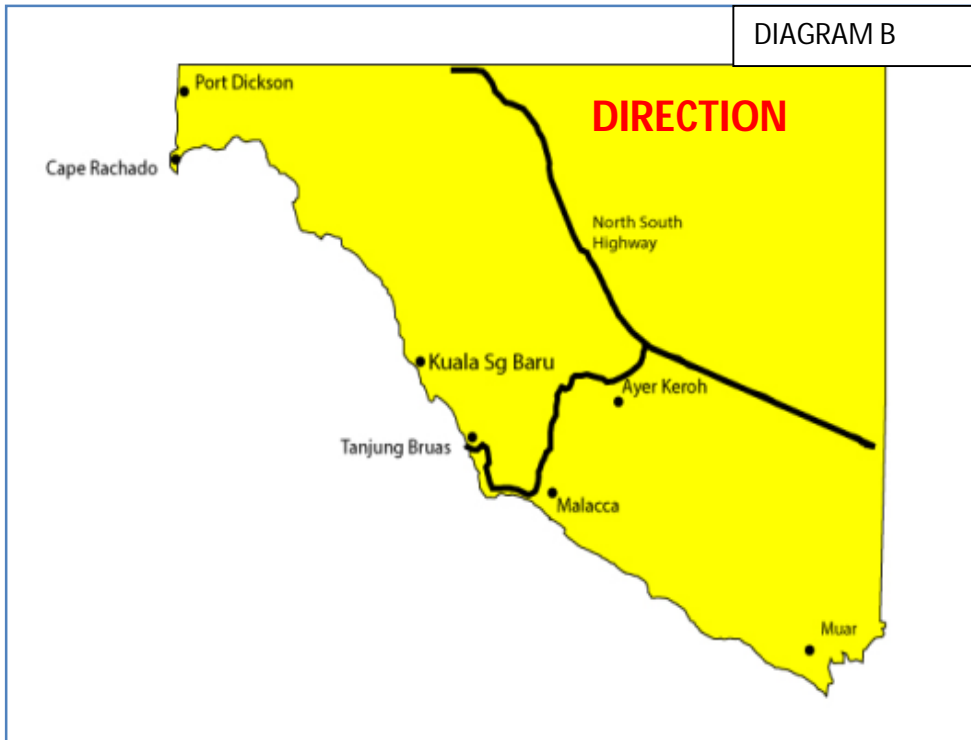 DIAGRAM B
Port Dickson
DIRECTION
Cape Rachado
North South
Highway
Kuala Sg Baru
Ayer Keroh
Tanjung Bruas
Malacca
Muar